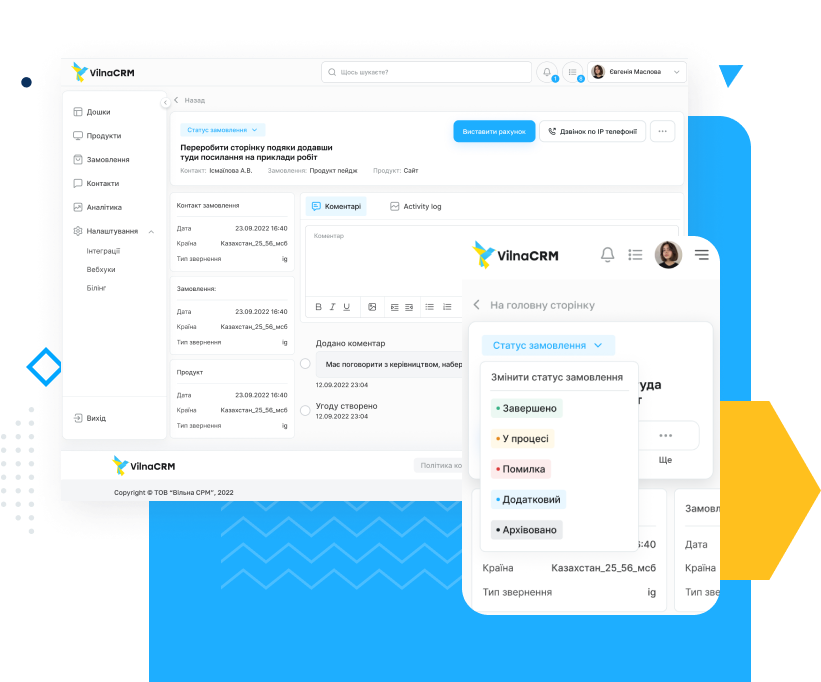 VilnaCRM
Щось шукаєте?
Євгенія Маслова
Дошки
Продукти
Замовлення
Контакти
Аналітика
Налаштування
Інтеграції
Вебхуки
Білінг
Вихід
Назад
Статус замовлення
Переробити сторінку подяки додавши
туди посилання на приклади робіт
Контакт: Ісмаїлова А.В. Замовлення: Продукт пейдж Продукт: Сайт
Виставити рахунок
Дзвінок по IP телефонії
Контакт замовлення
Дата 23.09.2022 16:40
Країна Казахстан_25_56_мсб
Тип звернення ig
Замовлення:
Дата 23.09.2022 16:40
Країна Казахстан_25_56_мсб
Тип звернення ig
Продукт
Дата 23.09.2022 16:40
Країна Казахстан_25_56_мсб
Тип звернення ig
Коментарі
Activity log
Коментар
B I U
Додано коментар
Має поговорити з керівництвом, набер
12.09.2022 23:04
Угоду створено
12.09.2022 23:04
VilnaCRM
Політика ко
Copyright © ТОВ “Вільна СРМ”, 2022
VilnaCRM
На головну сторінку
Статус замовлення
Змінити статус замовлення
Завершено
У процесі
Помилка
Додатковий
Архівовано
уда
т
Ще
:40
Країна Казахстан_25_56_мсб
Тип звернення ig
Замовл
Дата
Країна
Тип зве